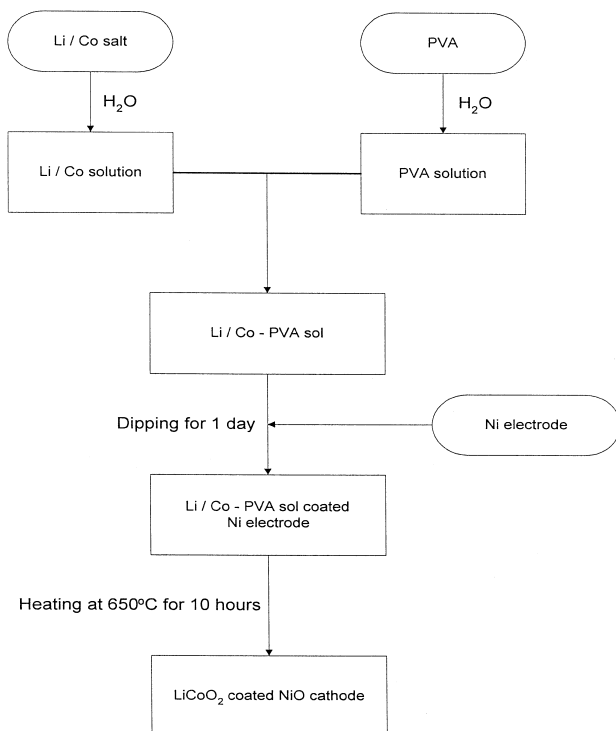 Li / Co salt
PVA
H₂O
H₂O
Li / Co solution
PVA solution
Li / Co - PVA sol
Dipping for 1 day
Ni electrode
Li / Co - PVA sol coated
Ni electrode
Heating at 650ºC for 10 hours
LiCoO₂ coated NiO cathode